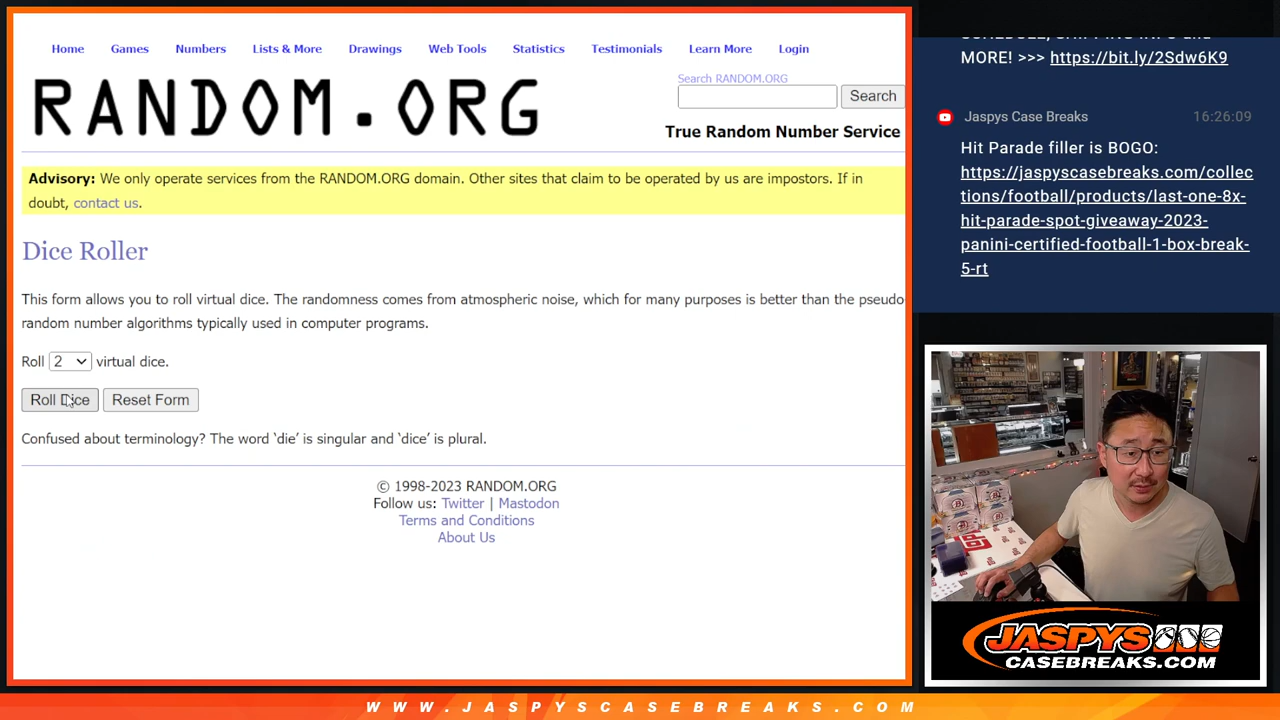 Home Games Numbers Lists & More Drawings Web Tools Statistics Testimonials Learn More Login
RANDOM.ORG
Search RANDOM.ORG
Search
True Random Number Service
Advisory: We only operate services from the RANDOM.ORG domain. Other sites that claim to be operated by us are impostors. If in
doubt, contact us.
Dice Roller
This form allows you to roll virtual dice. The randomness comes from atmospheric noise, which for many purposes is better than the pseudo-
random number algorithms typically used in computer programs.
Roll 2 virtual dice.
Roll Dice Reset Form
Confused about terminology? The word ‘die’ is singular and ‘dice’ is plural.
© 1998-2023 RANDOM.ORG
Follow us: Twitter | Mastodon
Terms and Conditions
About Us
MORE! >>> https://bit.ly/2Sdw6K9
Jaspys Case Breaks 16:26:09
Hit Parade filler is BOGO:
https://jaspyscasebreaks.com/collec
tions/football/products/last-one-8x-
hit-parade-spot-giveaway-2023-
panini-certified-football-1-box-break-
5-rt
JASPYS
CASEBREAKS.COM
WWW.JASPYSCASEBREAKS.COM